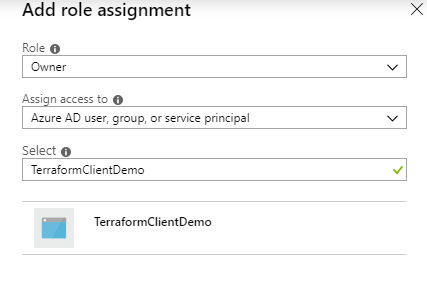 Add role assignment
Role
Owner
Assign access to
Azure AD user, group, or service principal
Select
TerraformClientDemo
TerraformClientDemo